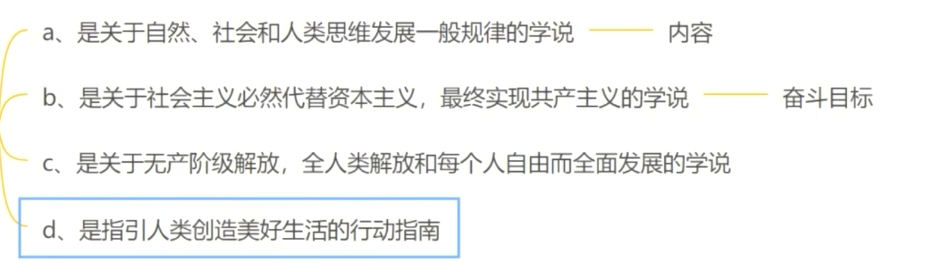 a、是关于自然、社会和人类思维发展一般规律的学说 内容
b、是关于社会主义必然代替资本主义，最终实现共产主义的学说 奋斗目标
c、是关于无产阶级解放，全人类解放和每个人自由而全面发展的学说
d、是指引人类创造美好生活的行动指南